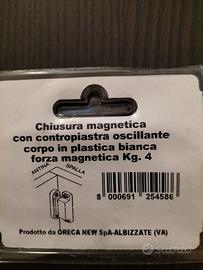 Chiusura magnetica
con contropiastra oscillante
corpo in plastica bianca
forza magnetica Kg. 4
ANTINA
SPALLA
8 000691 254586
Prodotto da ORECA NEW SpA-ALBIZZATE (VA)
subito